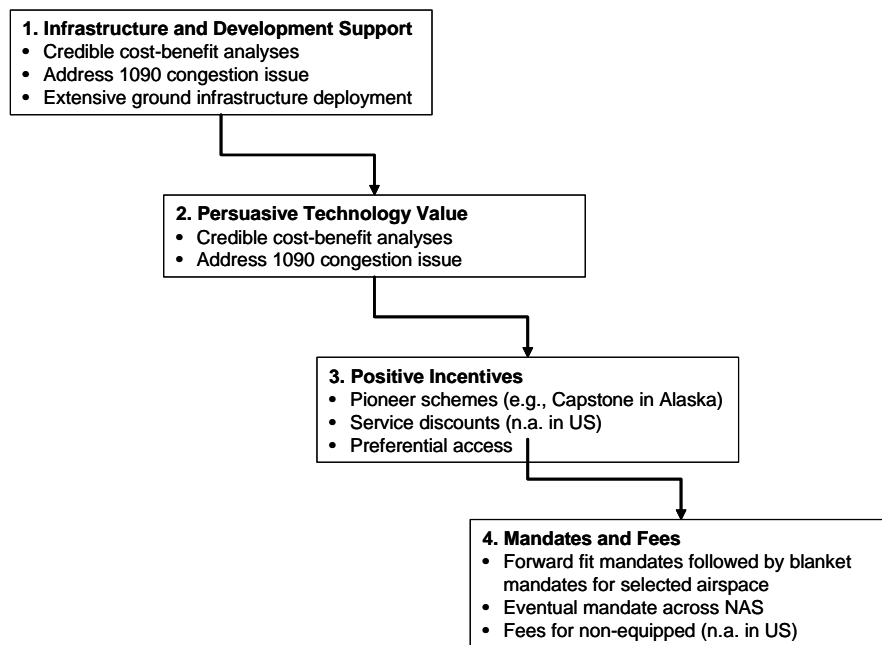 1. Infrastructure and Development Support
• Credible cost-benefit analyses
• Address 1090 congestion issue
• Extensive ground infrastructure deployment
2. Persuasive Technology Value
• Credible cost-benefit analyses
• Address 1090 congestion issue
3. Positive Incentives
• Pioneer schemes (e.g., Capstone in Alaska)
• Service discounts (n.a. in US)
• Preferential access
4. Mandates and Fees
• Forward fit mandates followed by blanket
mandates for selected airspace
• Eventual mandate across NAS
• Fees for non-equipped (n.a. in US)